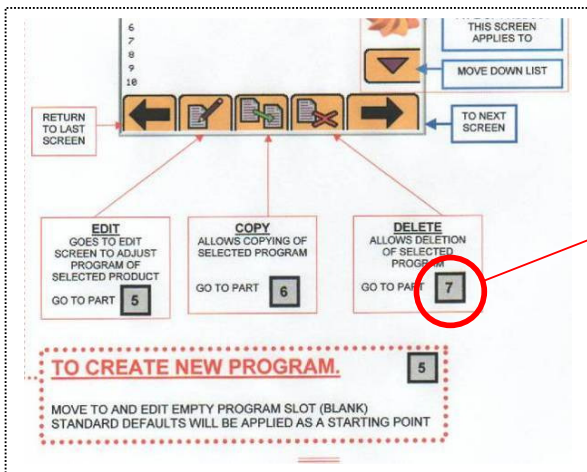 THIS SCREEN
APPLIES TO
6
7
8
9
10
MOVE DOWN LIST
RETURN
TO LAST
SCREEN
TO NEXT
SCREEN
EDIT
GOES TO EDIT
SCREEN TO ADJUST
PROGRAM OF
SELECTED PRODUCT
GO TO PART 5
COPY
ALLOWS COPYING OF
SELECTED PROGRAM
GO TO PART 6
DELETE
ALLOWS DELETION
OF SELECTED
PROGRAM
GO TO PART 7
TO CREATE NEW PROGRAM. 5
MOVE TO AND EDIT EMPTY PROGRAM SLOT (BLANK)
STANDARD DEFAULTS WILL BE APPLIED AS A STARTING POINT